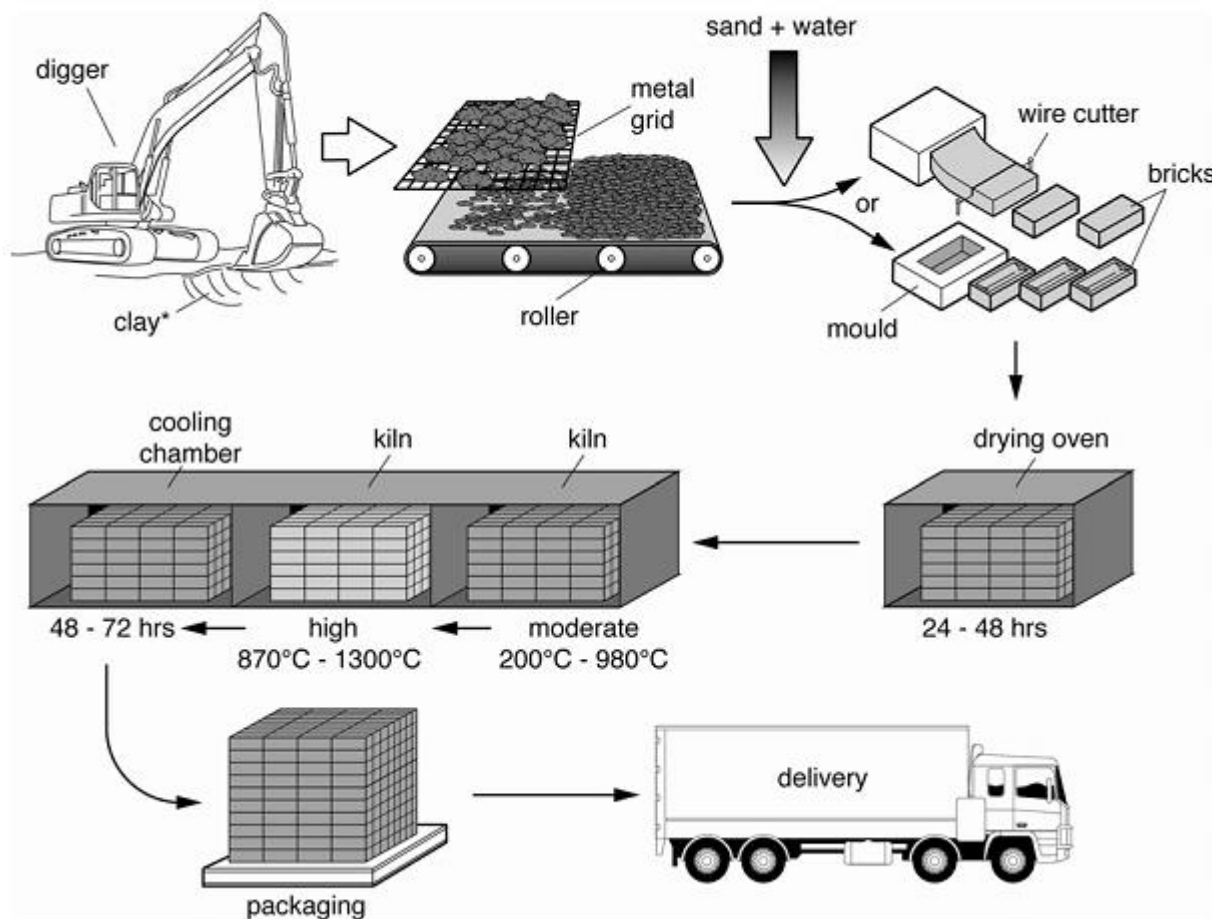 digger
metal
grid
sand + water
wire cutter
bricks
or
clay*
roller
mould
cooling
chamber
kiln
kiln
drying oven
48 - 72 hrs
high
870°C - 1300°C
moderate
200°C - 980°C
24 - 48 hrs
packaging
delivery